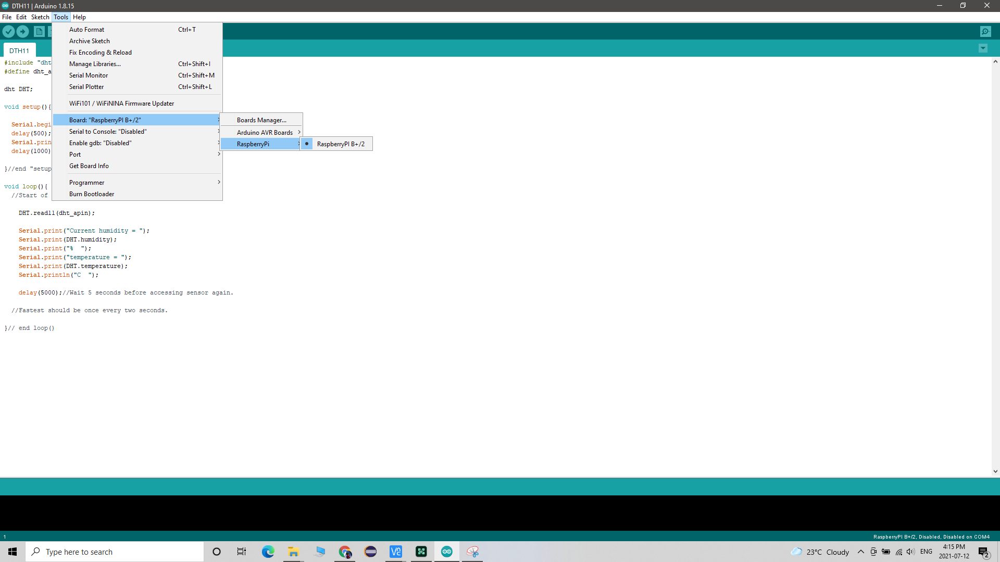 DTH11 | Arduino 1.8.15
File Edit Sketch Tools Help
Auto Format Ctrl+T
Archive Sketch
Fix Encoding & Reload
Manage Libraries... Ctrl+Shift+I
Serial Monitor Ctrl+Shift+M
Serial Plotter Ctrl+Shift+L
WiFi101 / WiFiNINA Firmware Updater
Board: "RaspberryPI B+/2"
Serial to Console: "Disabled"
Enable gdb: "Disabled"
Port
Get Board Info
Programmer
Burn Bootloader
Boards Manager...
Arduino AVR Boards
RaspberryPi
RaspberryPI B+/2
DTH11
#include "dht
#define dht_a
dht DHT;
void setup(){
Serial.begi
delay(500);
Serial.prin
delay(1000)
}//end "setup
void loop(){
//Start of
DHT.read11(dht_apin);
Serial.print("Current humidity = ");
Serial.print(DHT.humidity);
Serial.print("%  ");
Serial.print("temperature = ");
Serial.print(DHT.temperature);
Serial.println("C  ");
delay(5000);//Wait 5 seconds before accessing sensor again.
//Fastest should be once every two seconds.
}// end loop()
1
RaspberryPI B+/2, Disabled, Disabled on COM4
Type here to search
23°C Cloudy
ENG
4:15 PM
2021-07-12
2